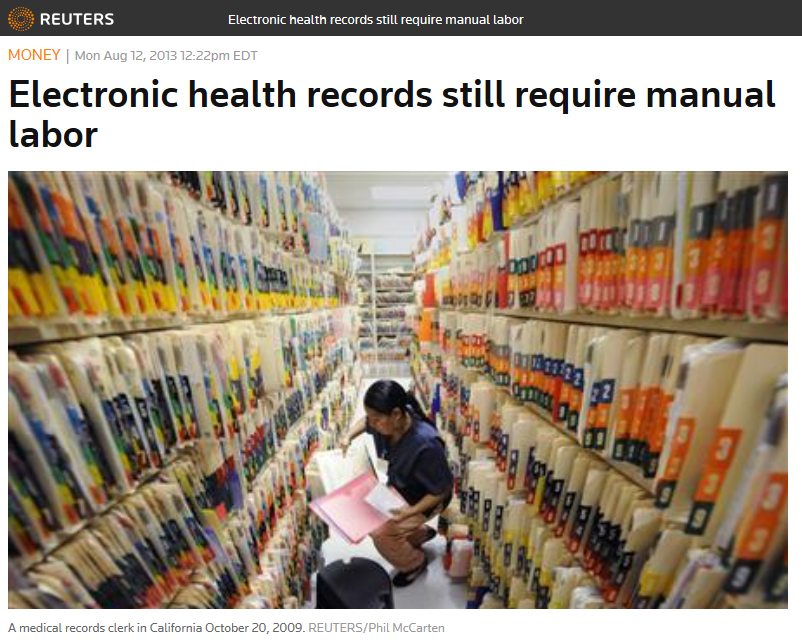 REUTERS Electronic health records still require manual labor
MONEY | Mon Aug 12, 2013 12:22pm EDT
Electronic health records still require manual
labor
A medical records clerk in California October 20, 2009. REUTERS/Phil McCarten